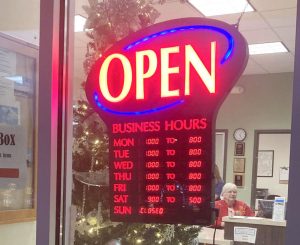 OPEN
BUSINESS HOURS
MON 1000 TO 800
TUE 1000 TO 800
WED 1000 TO 800
THU 1000 TO 800
FRI 1000 TO 800
SAT 900 TO 500
SUN CLOSED
Box